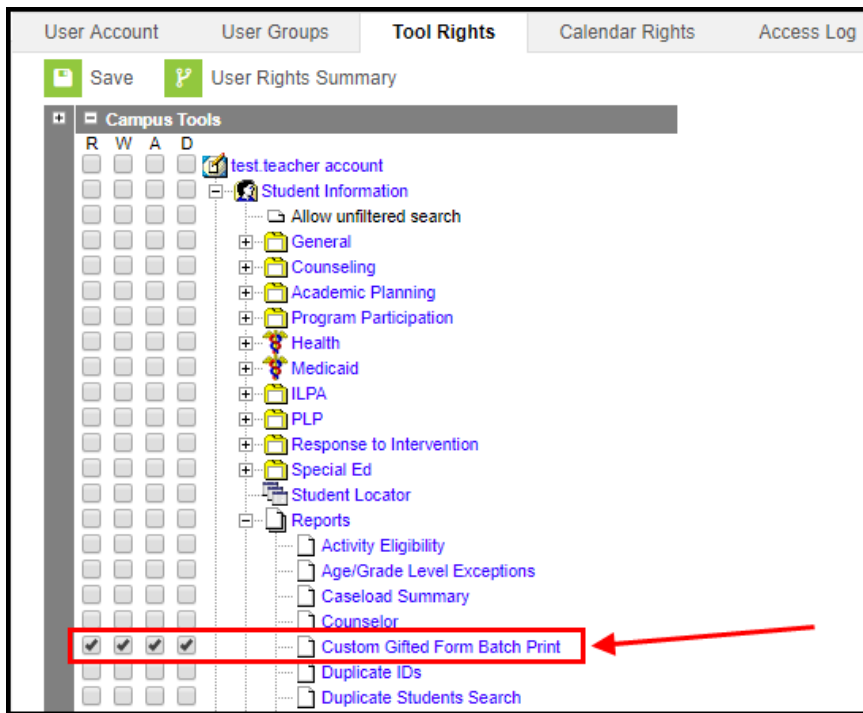 User Account User Groups Tool Rights Calendar Rights Access Log
Save User Rights Summary
Campus Tools
R W A D
test.teacher account
Student Information
Allow unfiltered search
General
Counseling
Academic Planning
Program Participation
Health
Medicaid
ILPA
PLP
Response to Intervention
Special Ed
Student Locator
Reports
Activity Eligibility
Age/Grade Level Exceptions
Caseload Summary
Counselor
Custom Gifted Form Batch Print
Duplicate IDs
Duplicate Students Search